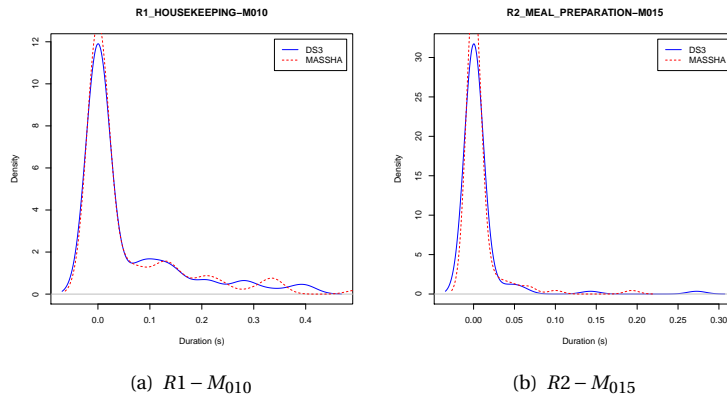 R1_HOUSEKEEPING−M010
12
10
8
6
4
2
0
Density
DS3
MASSHA
0.0 0.1 0.2 0.3 0.4
Duration (s)
(a) R1 − M010
R2_MEAL_PREPARATION−M015
30
25
20
15
10
5
0
Density
DS3
MASSHA
0.00 0.05 0.10 0.15 0.20 0.25 0.30
Duration (s)
(b) R2 − M015